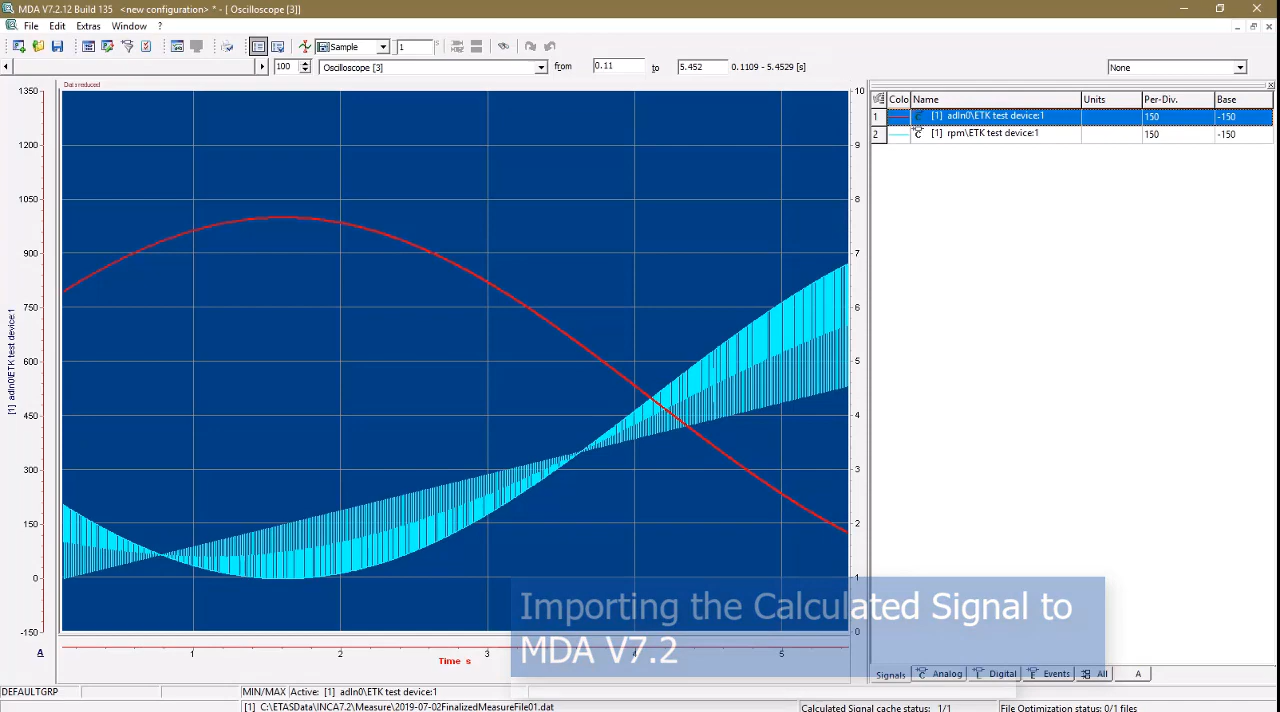 MDA V7.2.12 Build 135 <new configuration> * - [ Oscilloscope [3]]
File Edit Extras Window ?
Sample 1 s
100 Oscilloscope [3] from 0.11 to 5.452 0.1109 - 5.4529 [s] None
Data reduced
1350
1200
1050
900
750
600
450
300
150
0
-150
[1] adIn0\ETK test device:1
10
9
8
7
6
5
4
3
2
1
0
A 1 2 3 4 5
Time s
Colo Name Units Per-Div. Base
1 [1] adIn0\ETK test device:1 150 -150
2 [1] rpm\ETK test device:1 150 -150
Importing the Calculated Signal to
MDA V7.2
Signals Analog Digital Events All A
DEFAULTGRP MIN/MAX Active: [1] adIn0\ETK test device:1
[1] C:\ETASData\INCA7.2\Measure\2019-07-02FinalizedMeasureFile01.dat Calculated Signal cache status: 1/1 File Optimization status: 0/1 files